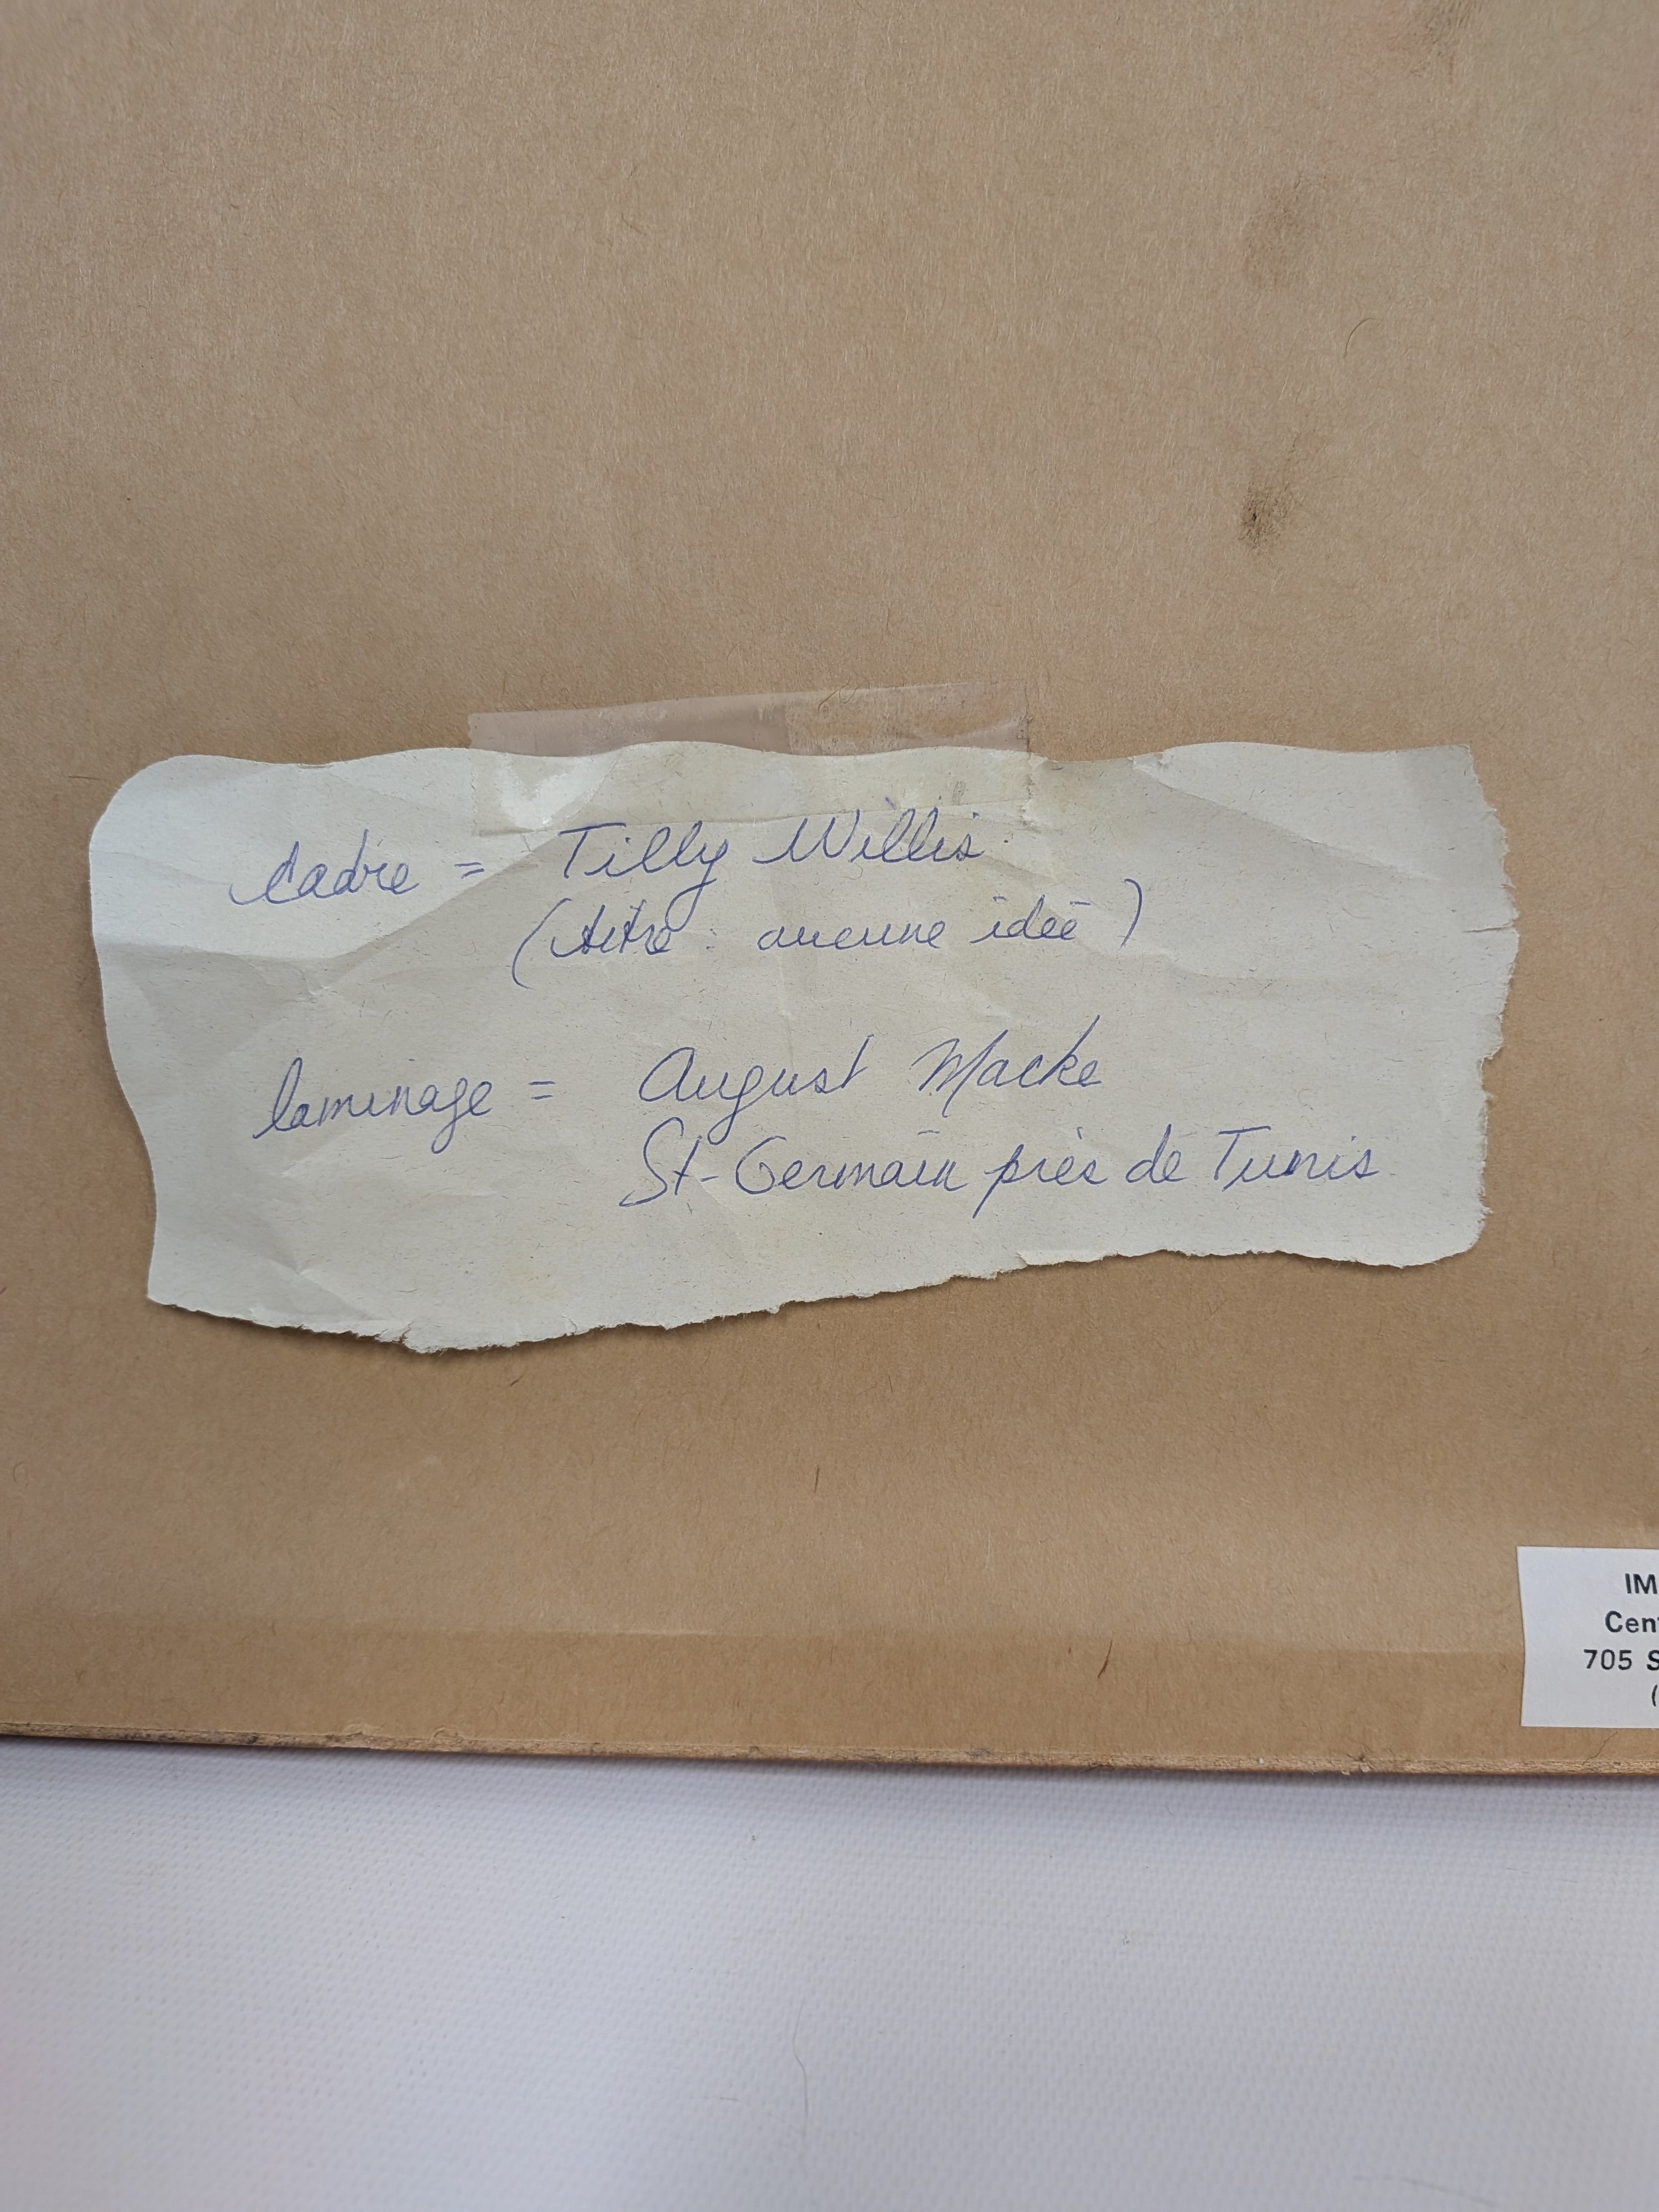 Cadre = Tilly Willis
(titre : aucune idée)
laminage = August Macke
St-Germain près de Tunis
IM
Cent
705 S
(